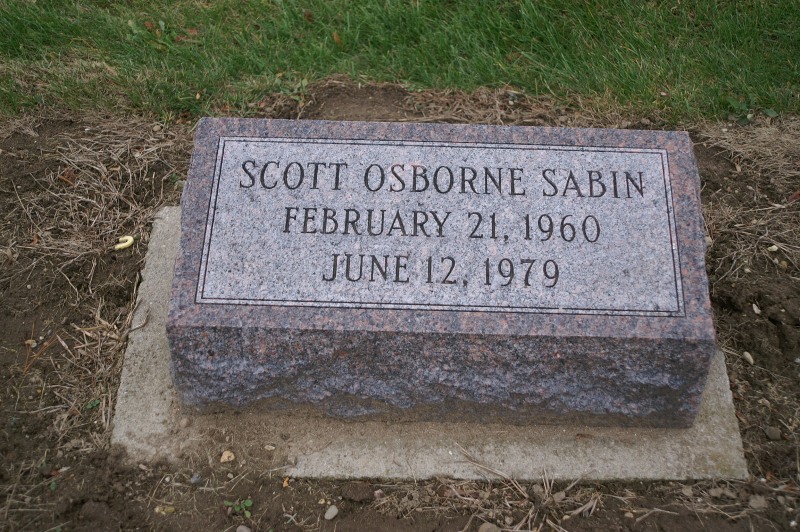 SCOTT OSBORNE SABIN
FEBRUARY 21, 1960
JUNE 12, 1979